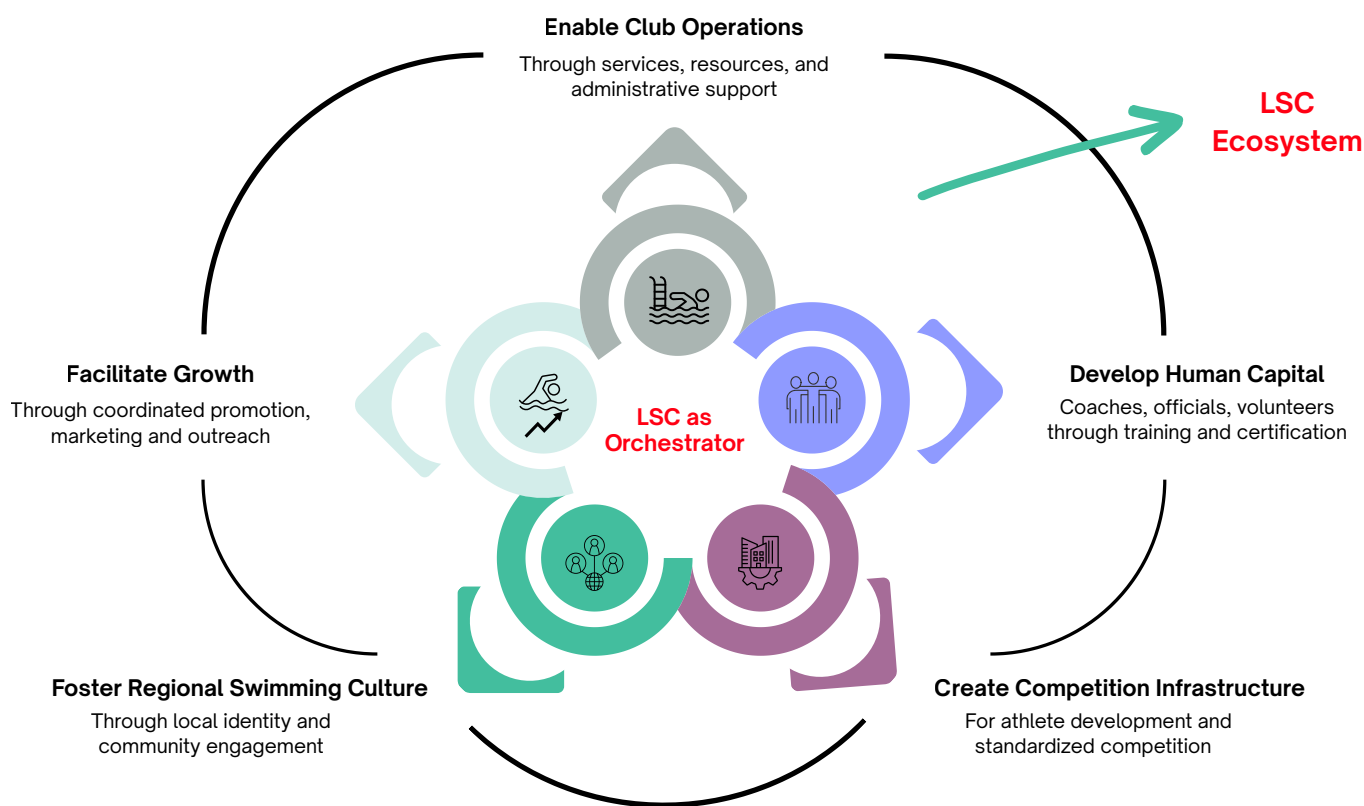 Enable Club Operations
Through services, resources, and
administrative support
LSC
Ecosystem
Facilitate Growth
Through coordinated promotion,
marketing and outreach
LSC as
Orchestrator
Develop Human Capital
Coaches, officials, volunteers
through training and certification
Foster Regional Swimming Culture
Through local identity and
community engagement
Create Competition Infrastructure
For athlete development and
standardized competition